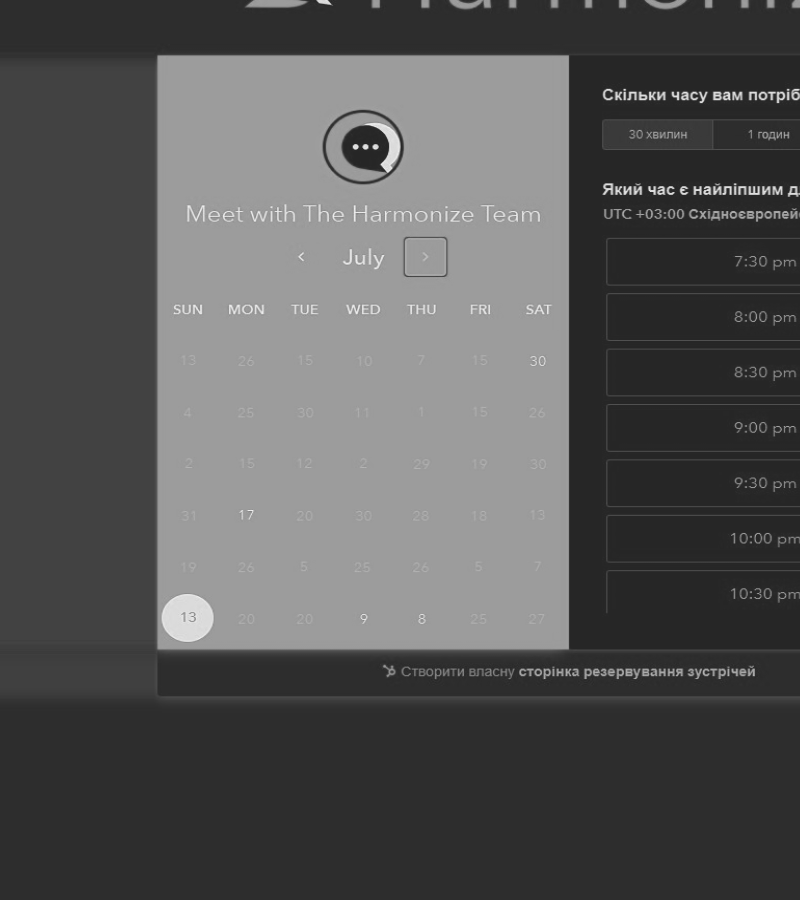 Harmoniz
Meet with The Harmonize Team
July
SUN MON TUE WED THU FRI SAT
13 26 15 10 7 15 30
4 25 30 11 1 15 26
2 15 12 2 29 19 30
31 17 20 30 28 18 13
19 26 5 25 26 5 7
13 20 20 9 8 25 27
Скільки часу вам потріб
30 хвилин 1 годин
Який час є найліпшим д
UTC +03:00 Східноєвропей
7:30 pm
8:00 pm
8:30 pm
9:00 pm
9:30 pm
10:00 pm
10:30 pm
Створити власну сторінка резервування зустрічей